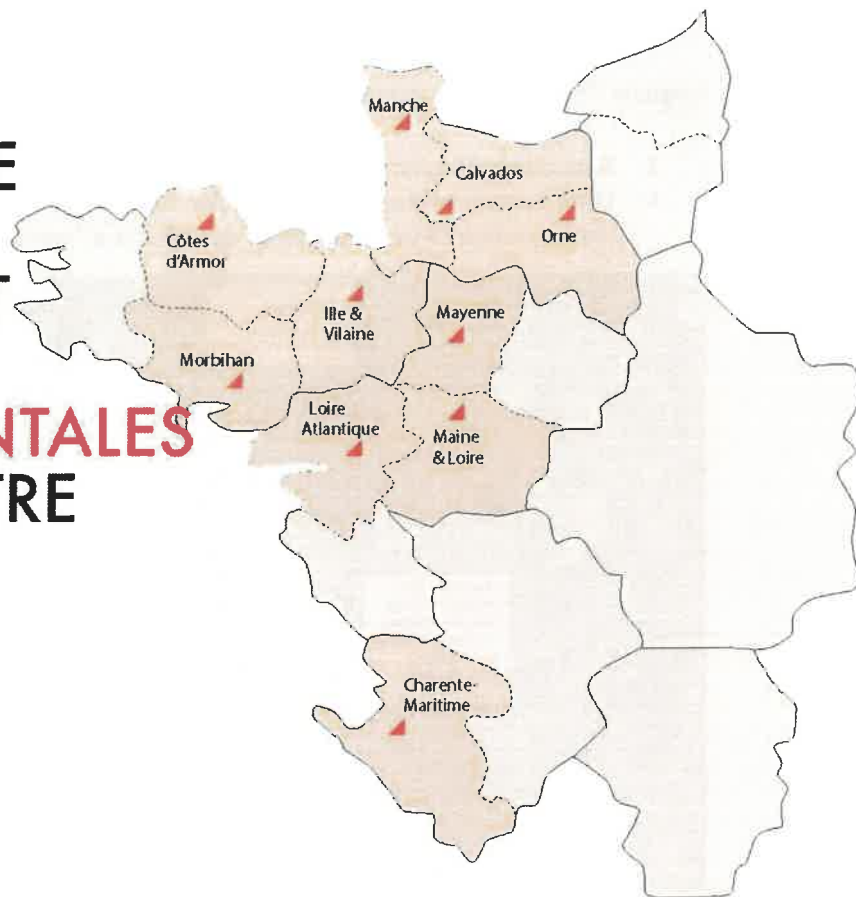 E
NTALES
TRE
Manche
Calvados
Orne
Côtes
d'Armor
Ille &
Vilaine
Mayenne
Morbihan
Loire
Atlantique
Maine
& Loire
Charente-
Maritime